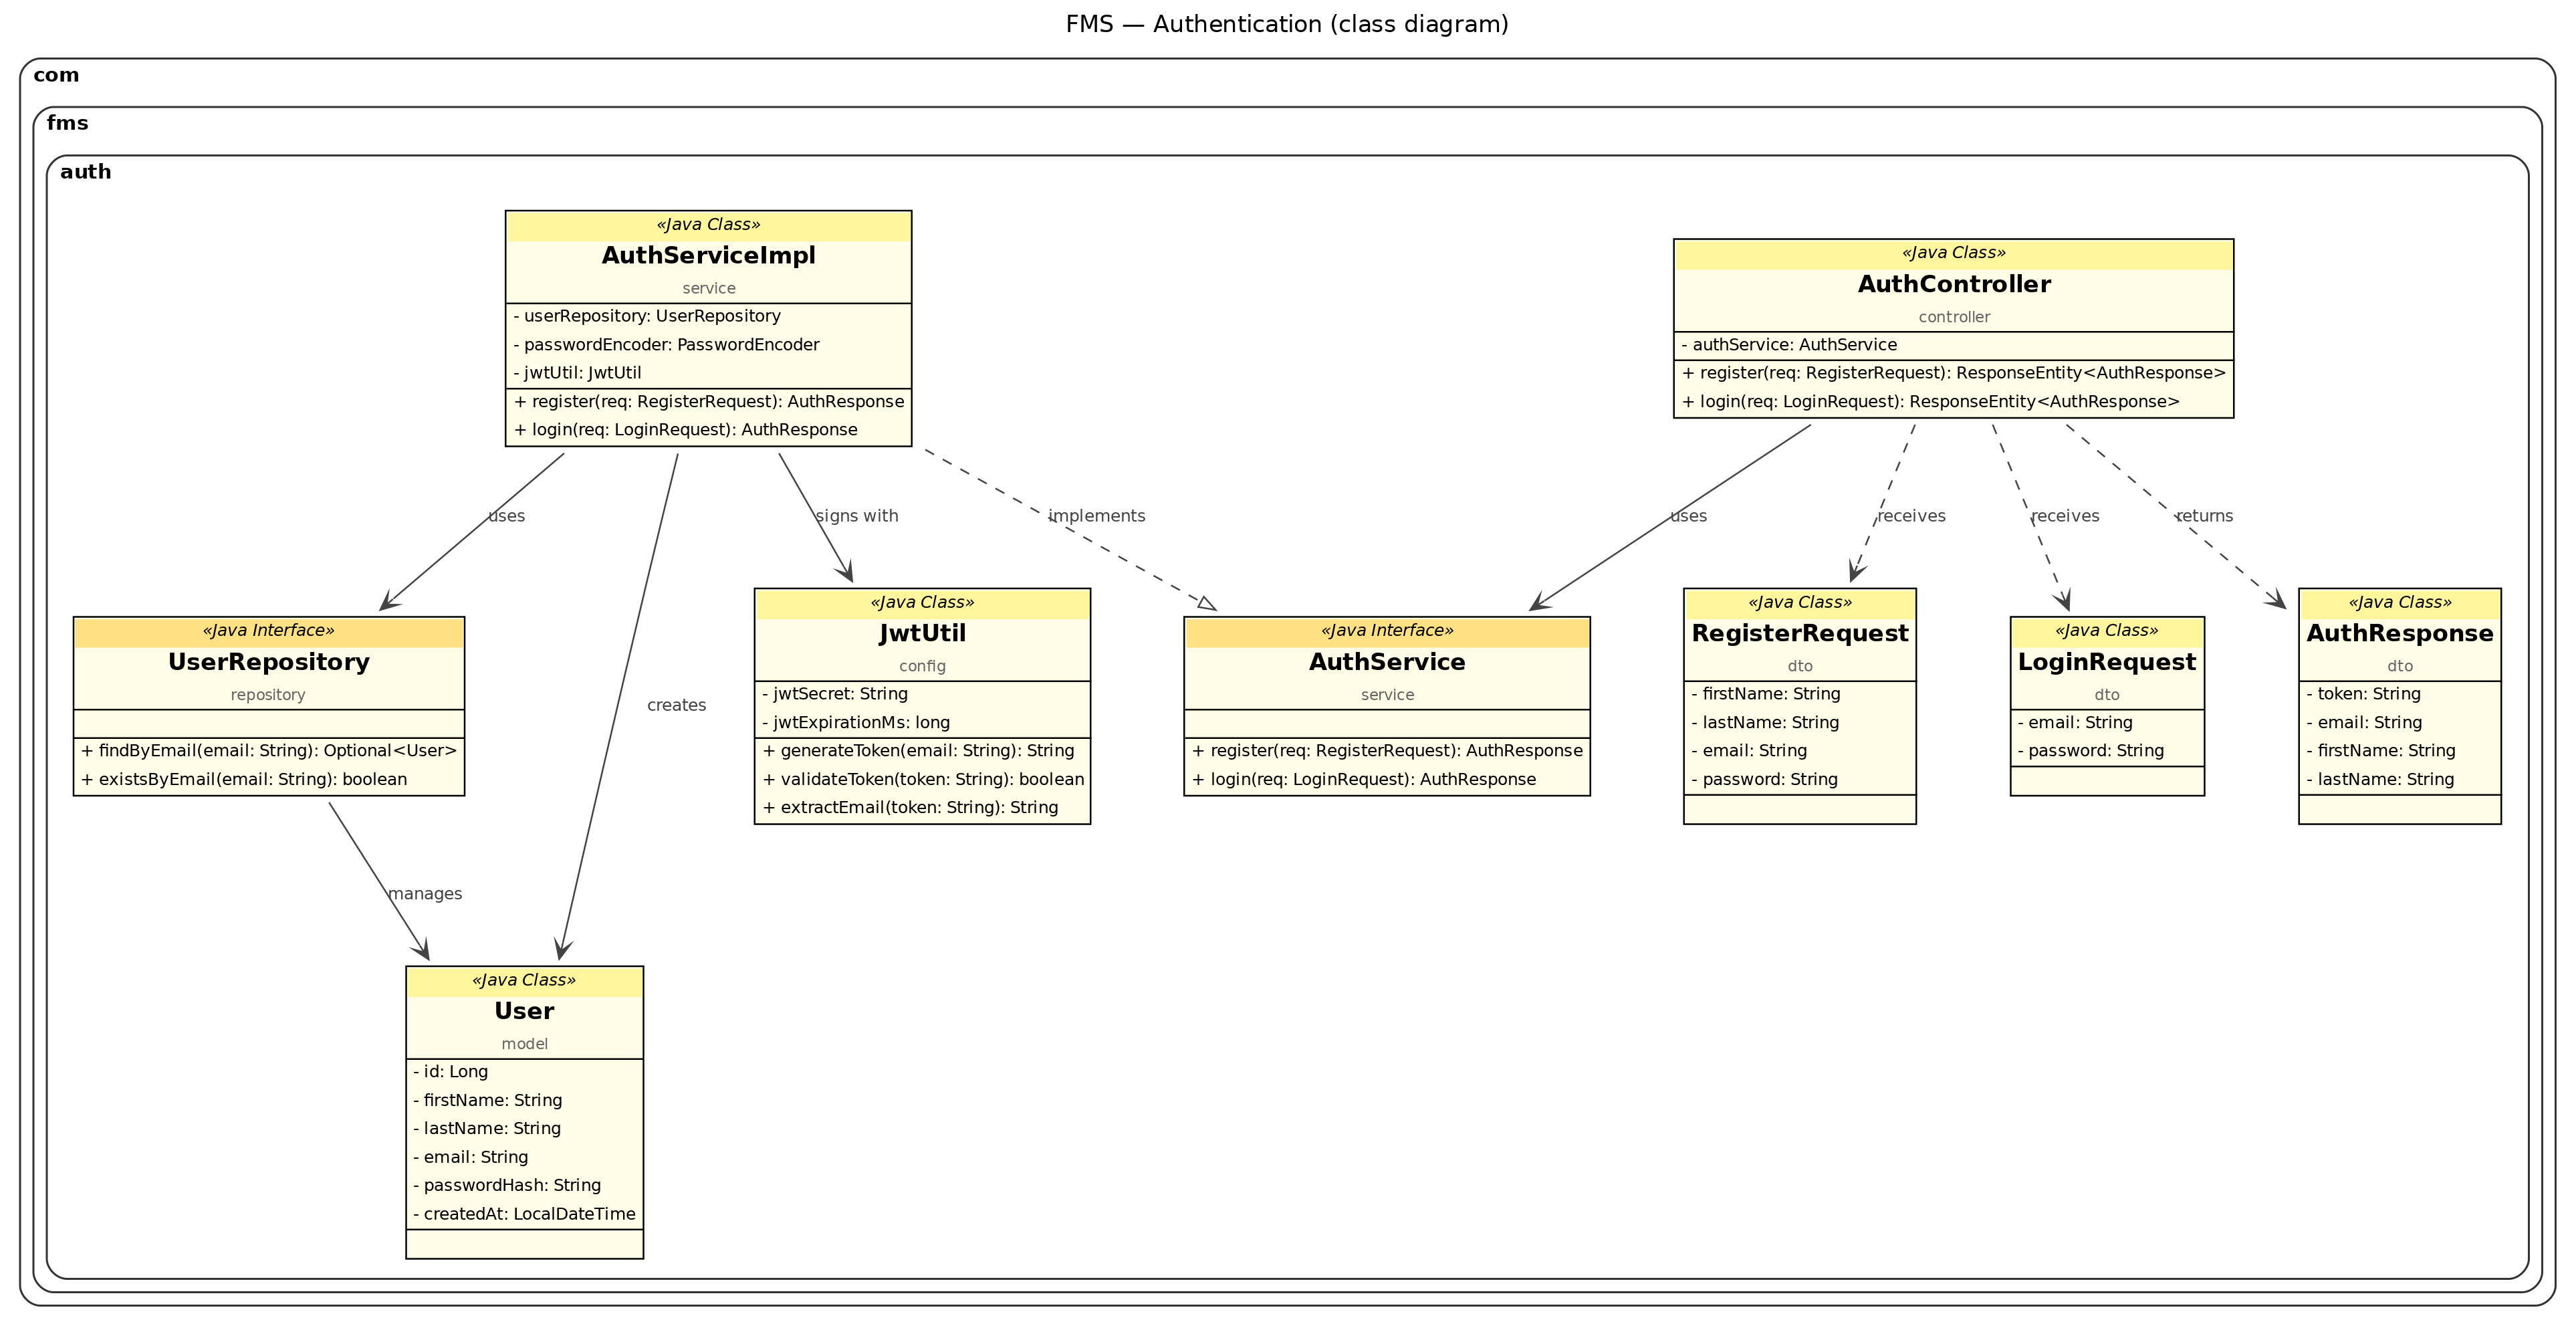 FMS — Authentication (class diagram)
com
fms
auth
«Java Class»
AuthServiceImpl
service
- userRepository: UserRepository
- passwordEncoder: PasswordEncoder
- jwtUtil: JwtUtil
+ register(req: RegisterRequest): AuthResponse
+ login(req: LoginRequest): AuthResponse
«Java Class»
AuthController
controller
- authService: AuthService
+ register(req: RegisterRequest): ResponseEntity<AuthResponse>
+ login(req: LoginRequest): ResponseEntity<AuthResponse>
uses
signs with
implements
uses
receives
receives
returns
creates
«Java Interface»
UserRepository
repository
+ findByEmail(email: String): Optional<User>
+ existsByEmail(email: String): boolean
«Java Class»
JwtUtil
config
- jwtSecret: String
- jwtExpirationMs: long
+ generateToken(email: String): String
+ validateToken(token: String): boolean
+ extractEmail(token: String): String
«Java Interface»
AuthService
service
+ register(req: RegisterRequest): AuthResponse
+ login(req: LoginRequest): AuthResponse
«Java Class»
RegisterRequest
dto
- firstName: String
- lastName: String
- email: String
- password: String
«Java Class»
LoginRequest
dto
- email: String
- password: String
«Java Class»
AuthResponse
dto
- token: String
- email: String
- firstName: String
- lastName: String
manages
«Java Class»
User
model
- id: Long
- firstName: String
- lastName: String
- email: String
- passwordHash: String
- createdAt: LocalDateTime